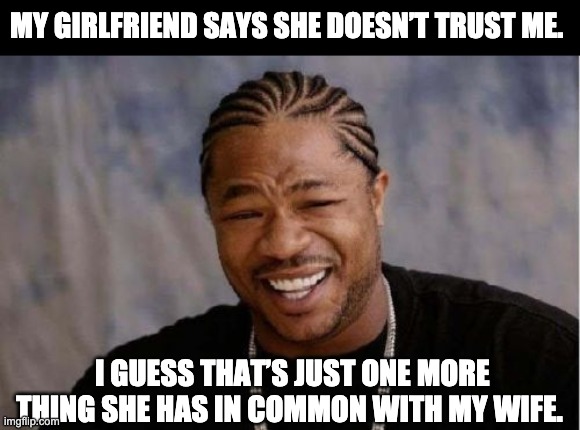 MY GIRLFRIEND SAYS SHE DOESN'T TRUST ME.
I GUESS THAT'S JUST ONE MORE
THING SHE HAS IN COMMON WITH MY WIFE.
imgflip.com